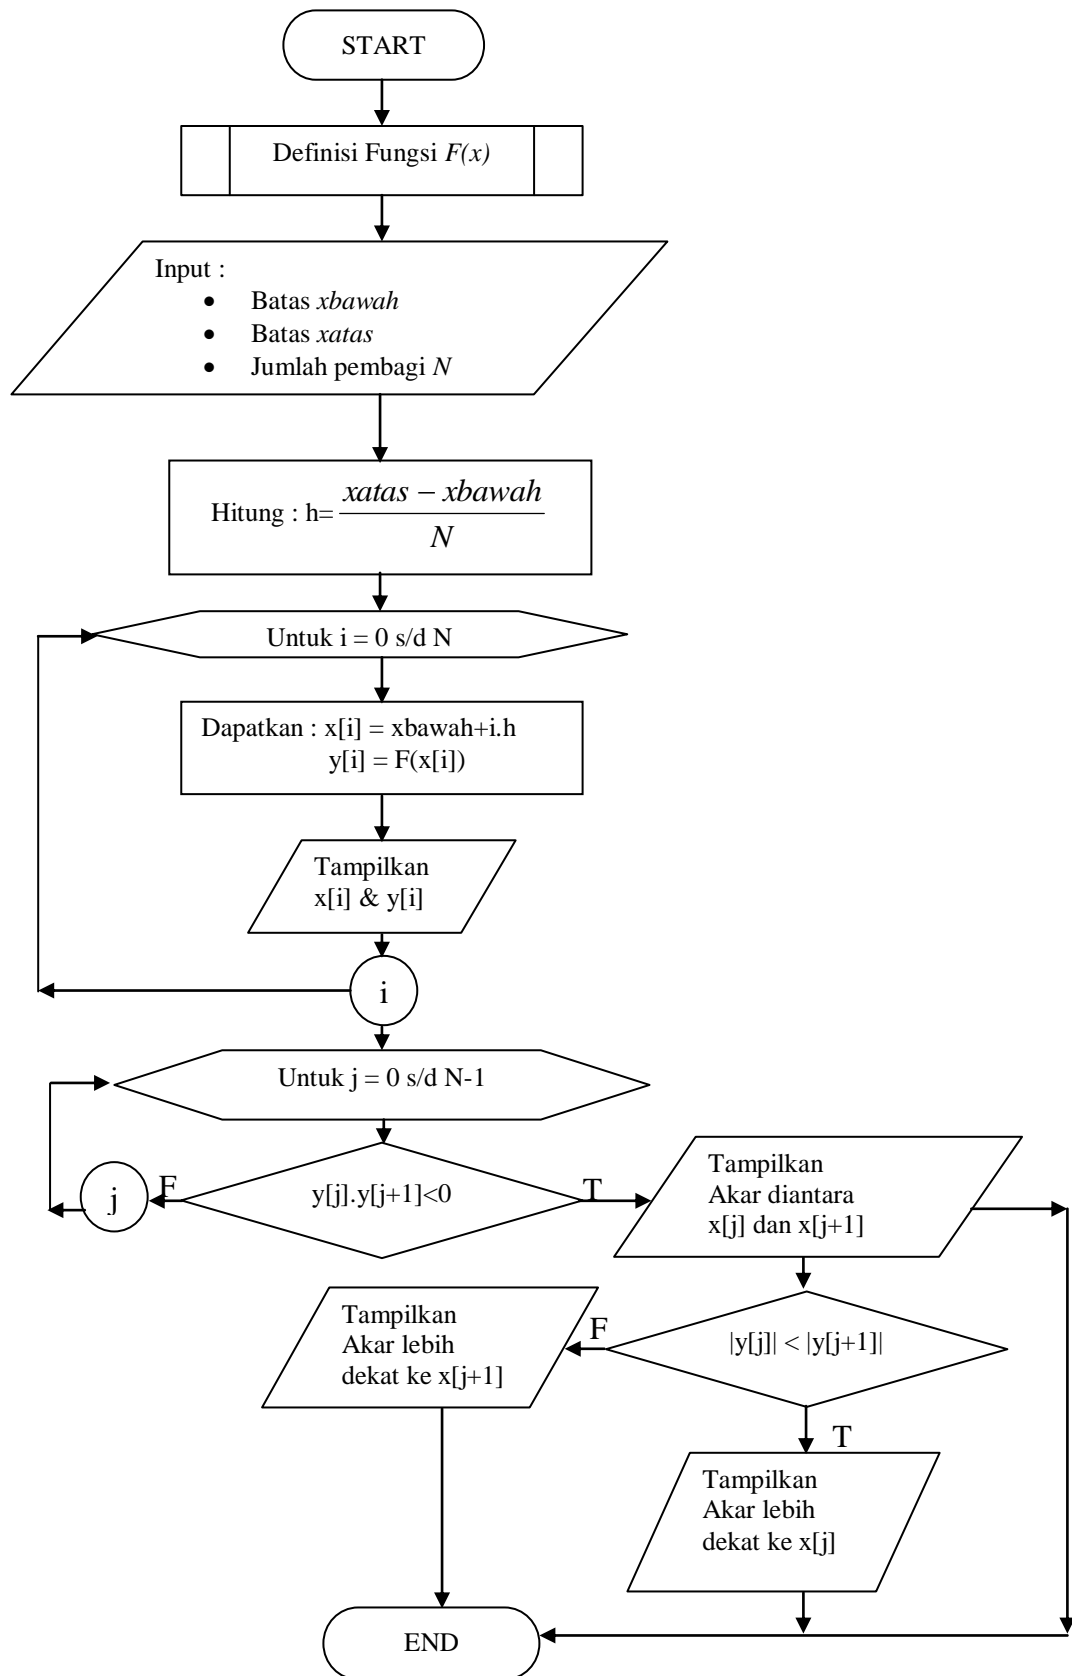 START
Definisi Fungsi F(x)
Input :
• Batas xbawah
• Batas xatas
• Jumlah pembagi N
Hitung : h= xatas – xbawah
N
Untuk i = 0 s/d N
Dapatkan : x[i] = xbawah+i.h
y[i] = F(x[i])
Tampilkan
x[i] & y[i]
i
Untuk j = 0 s/d N-1
j
F
y[j].y[j+1]<0
T
Tampilkan
Akar diantara
x[j] dan x[j+1]
Tampilkan
Akar lebih
dekat ke x[j+1]
F
|y[j]| < |y[j+1]|
T
Tampilkan
Akar lebih
dekat ke x[j]
END